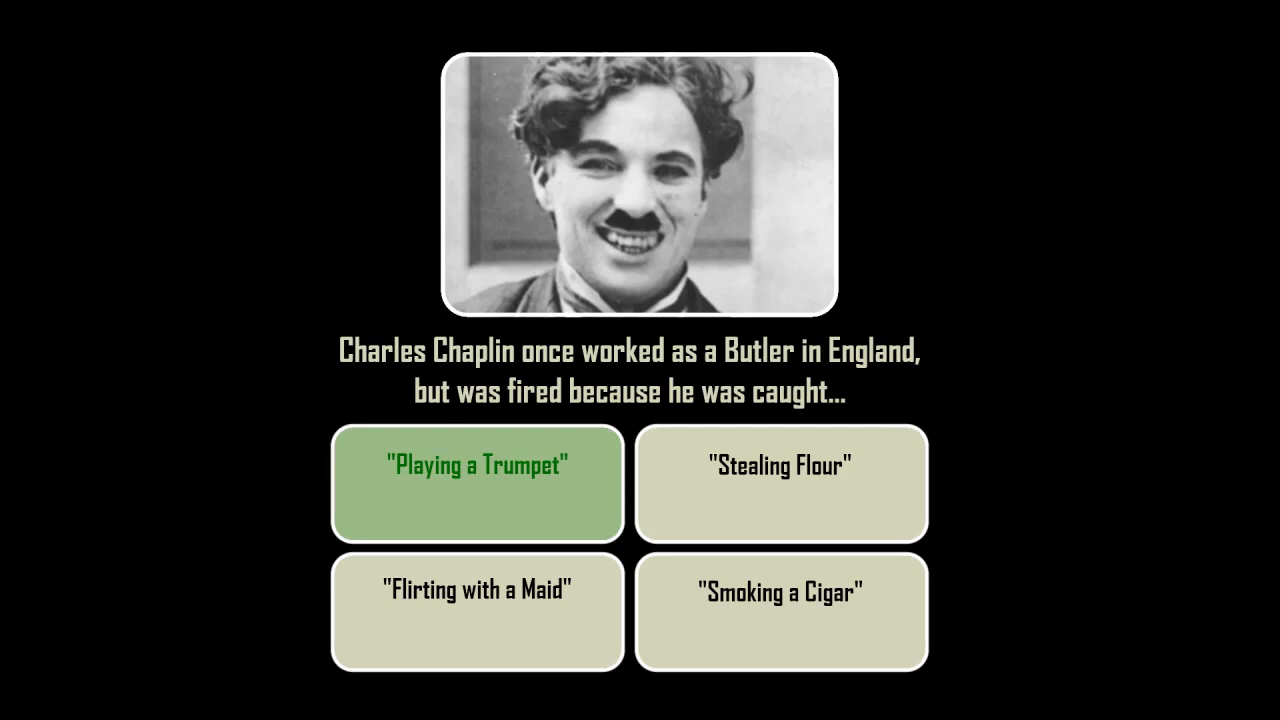 Charles Chaplin once worked as a Butler in England,
but was fired because he was caught...
"Playing a Trumpet"
"Stealing Flour"
"Flirting with a Maid"
"Smoking a Cigar"